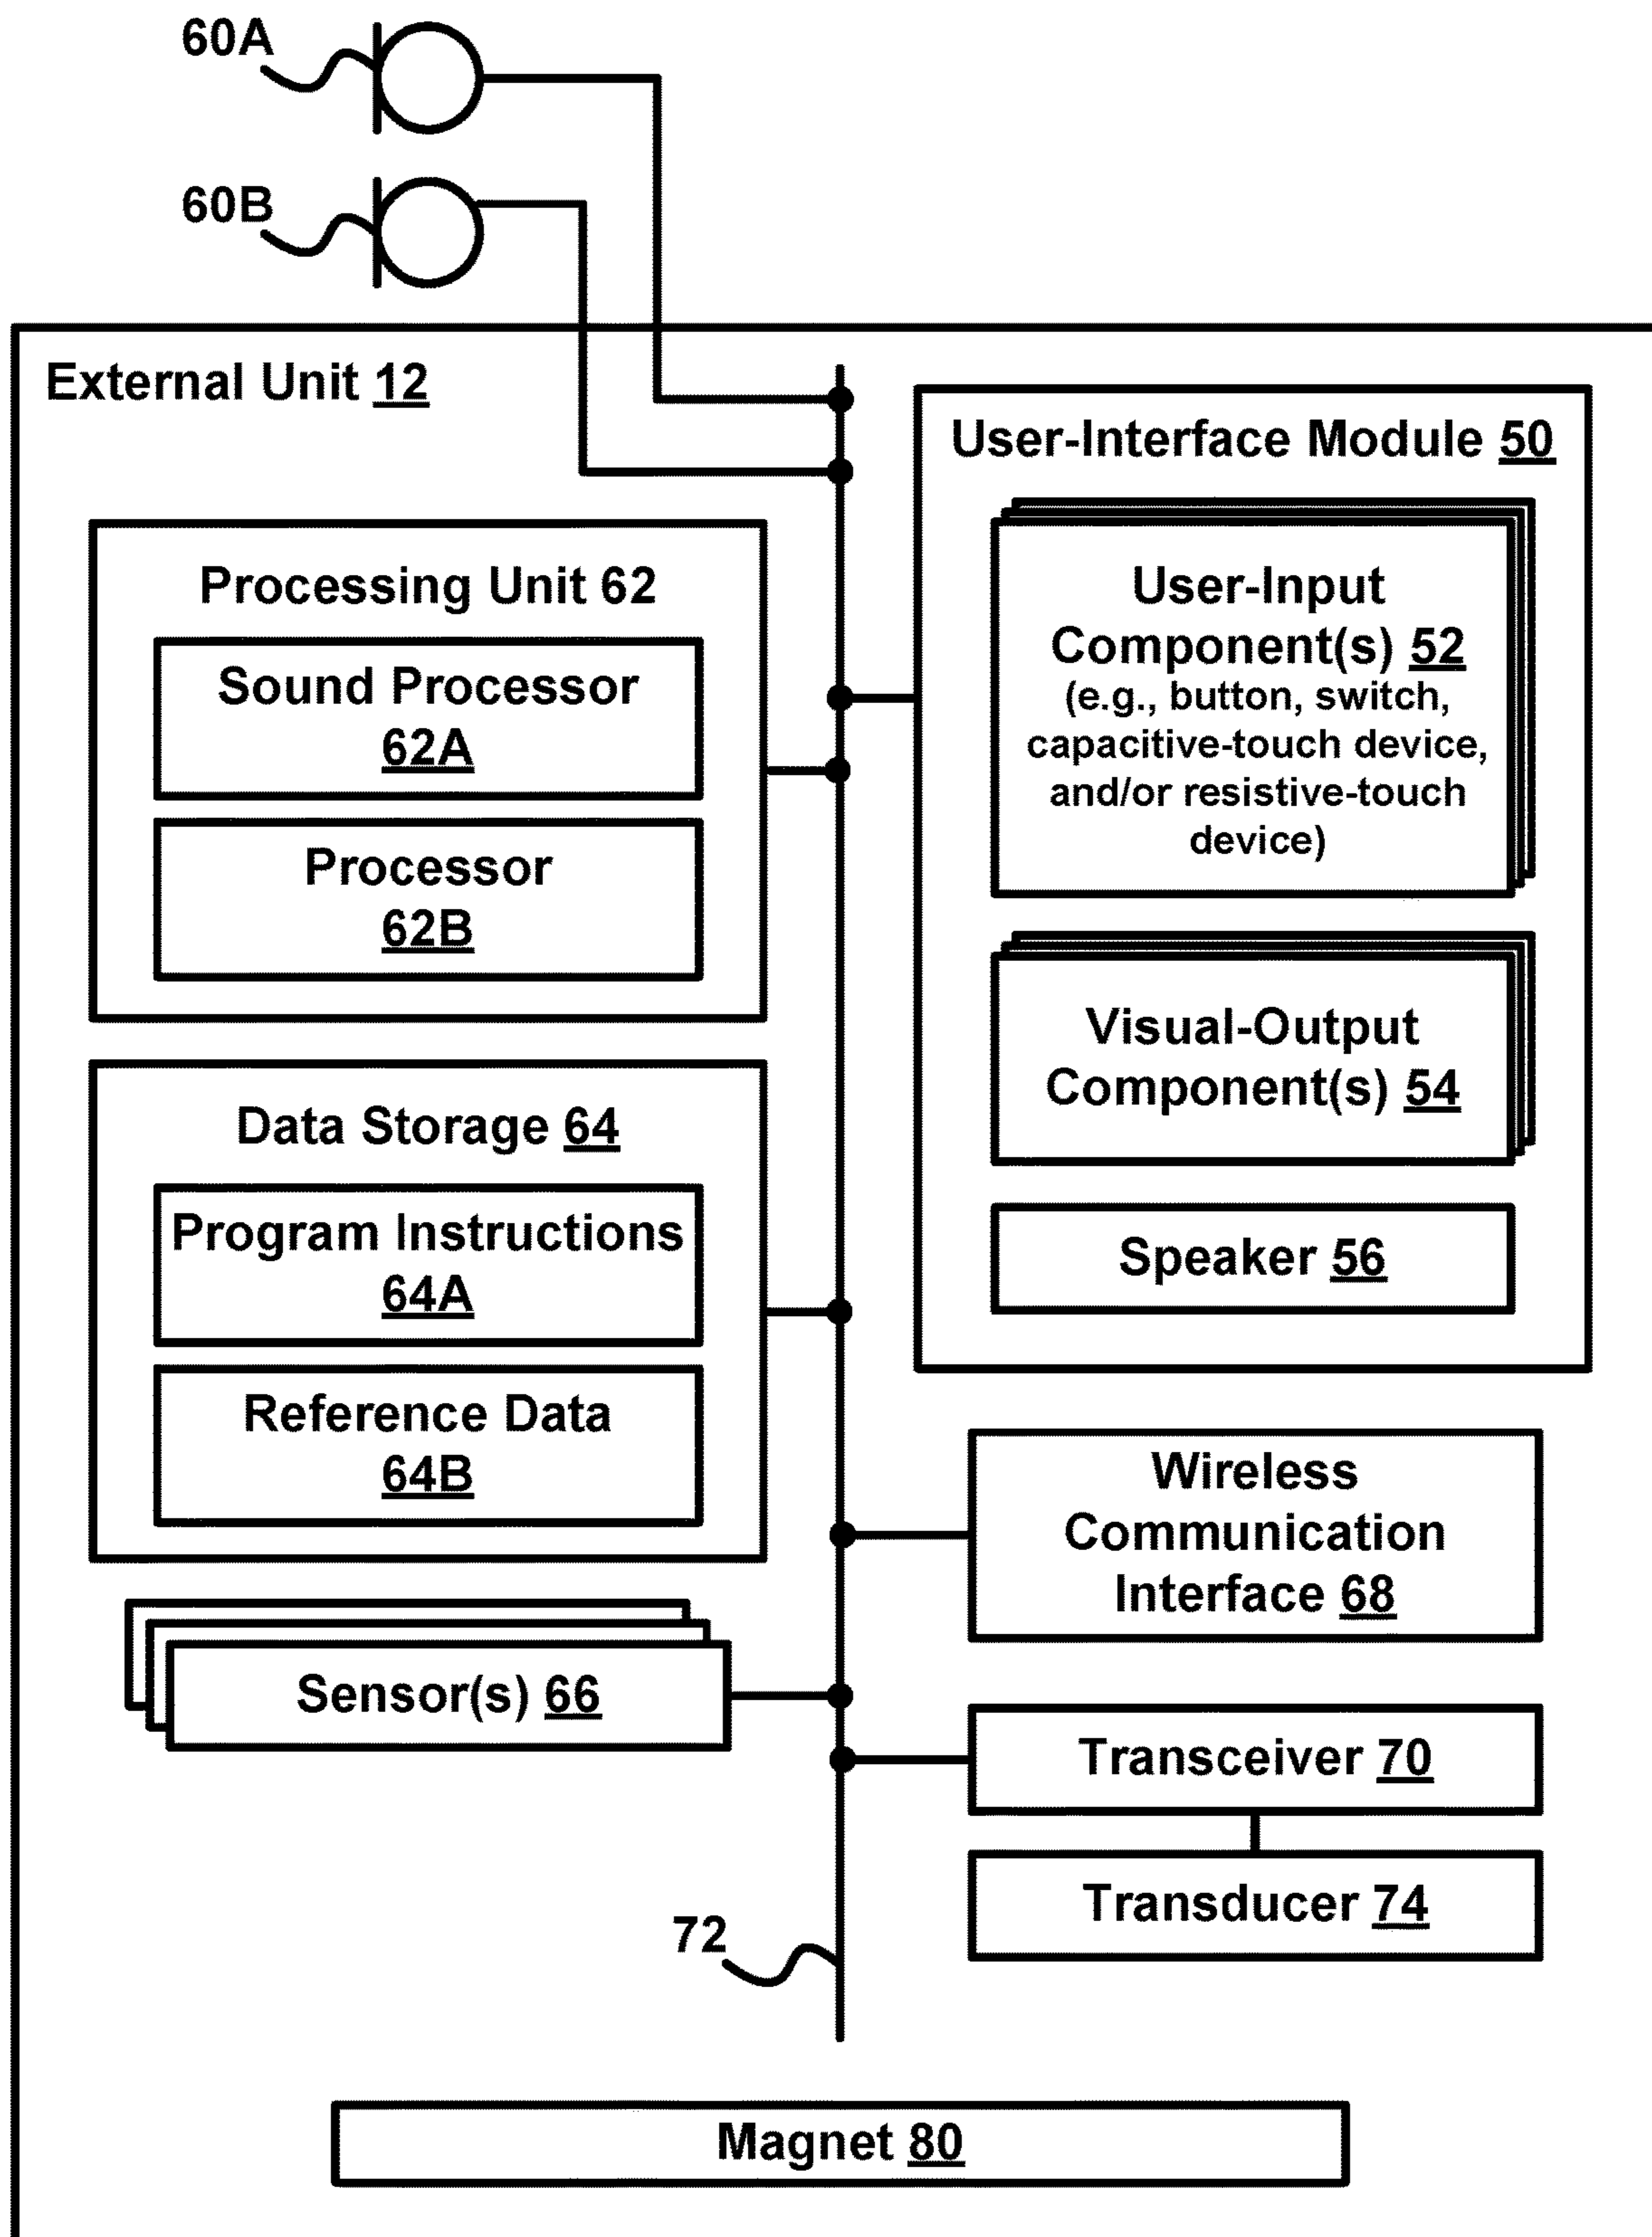 60A
60B
External Unit 12
User-Interface Module 50
User-Input
Component(s) 52
(e.g., button, switch,
capacitive-touch device,
and/or resistive-touch
device)
Visual-Output
Component(s) 54
Speaker 56
Processing Unit 62
Sound Processor
62A
Processor
62B
Data Storage 64
Program Instructions
64A
Reference Data
64B
Sensor(s) 66
Wireless
Communication
Interface 68
Transceiver 70
Transducer 74
72
Magnet 80